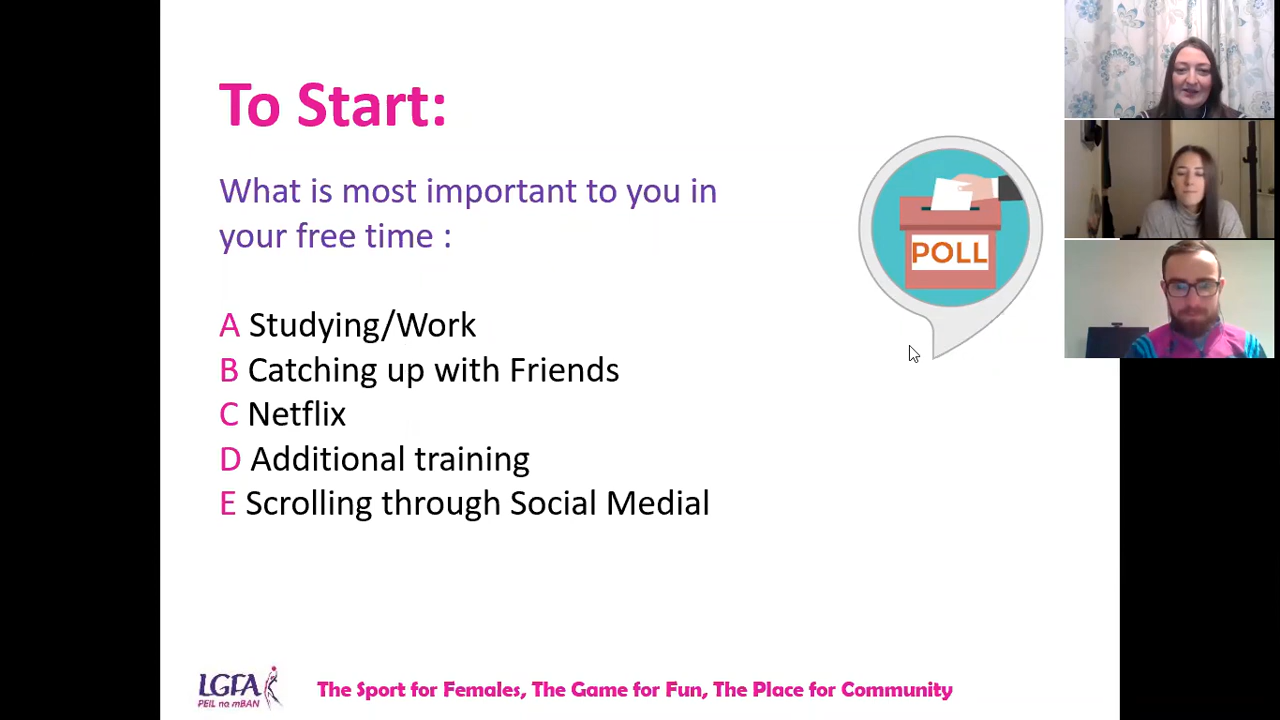 To Start:
What is most important to you in
your free time :
A Studying/Work
B Catching up with Friends
C Netflix
D Additional training
E Scrolling through Social Medial
POLL
LGFA
PEIL na mBAN
The Sport for Females, The Game for Fun, The Place for Community